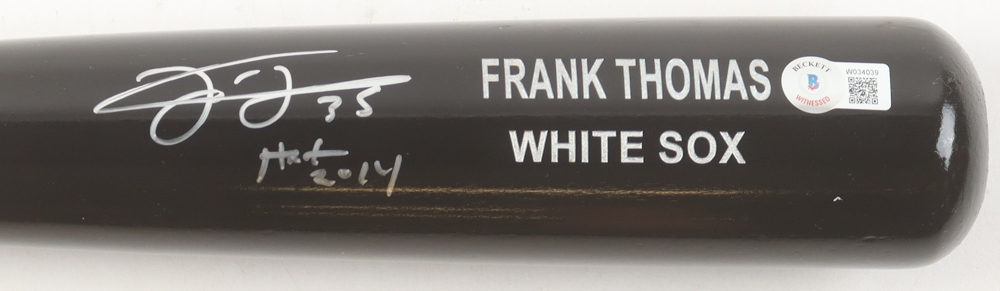 FRANK THOMAS
WHITE SOX
35
HOF
2014
BECKETT
B
WITNESSED
W034039